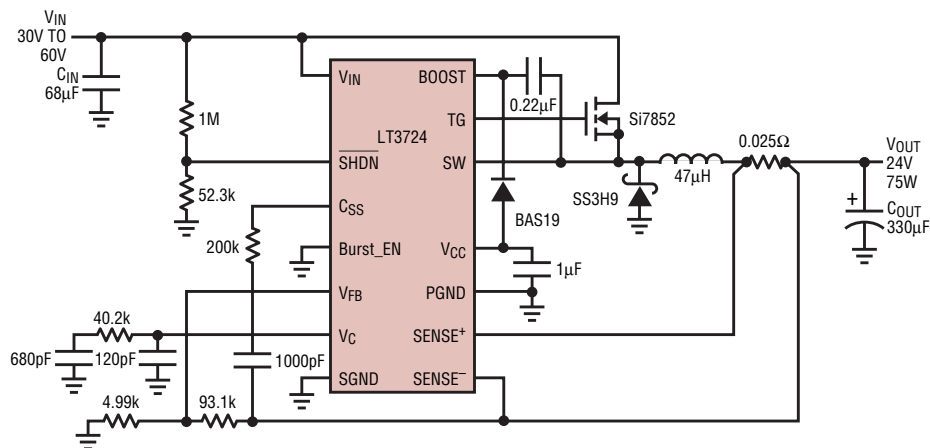 VIN
30V TO
60V
CIN
68µF
1M
52.3k
200k
40.2k
680pF
120pF
4.99k
93.1k
1000pF
LT3724
VIN
SHDN
CSS
Burst_EN
VFB
VC
SGND
BOOST
TG
SW
VCC
PGND
SENSE+
SENSE−
0.22µF
Si7852
BAS19
1µF
SS3H9
47µH
0.025Ω
VOUT
24V
75W
+
COUT
330µF